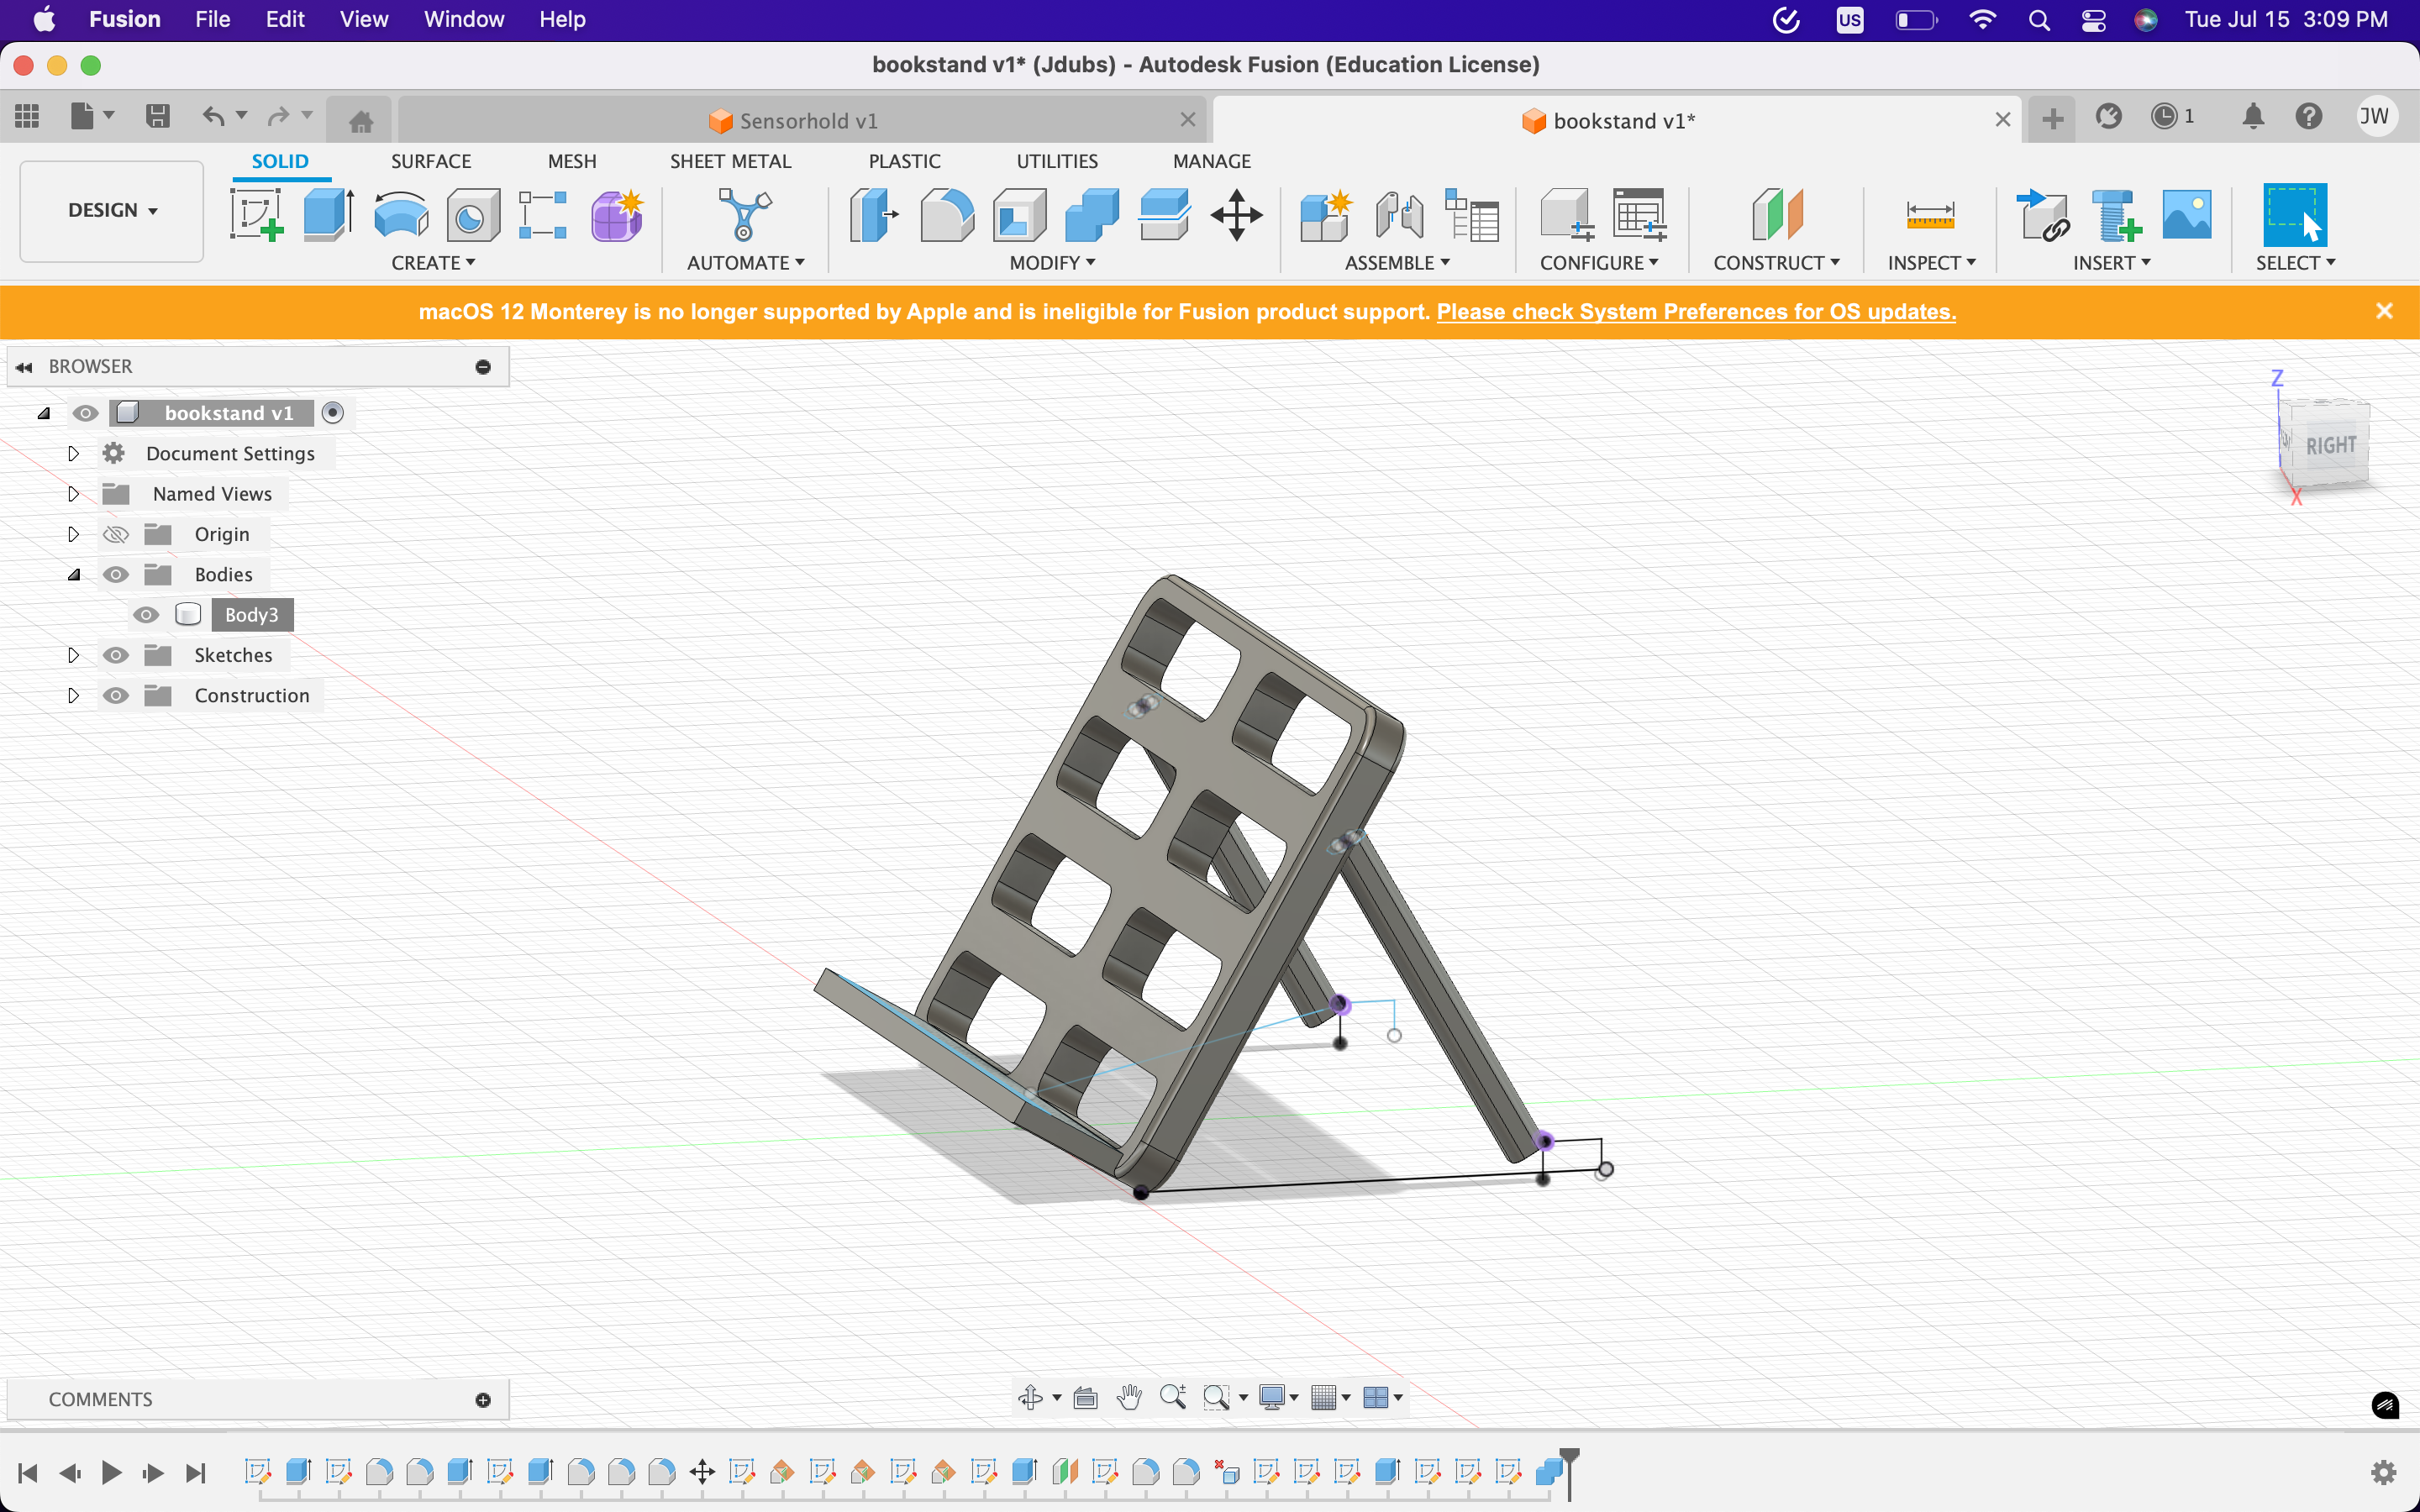 Fusion File Edit View Window Help US Tue Jul 15 3:09 PM
bookstand v1* (Jdubs) - Autodesk Fusion (Education License)
Sensorhold v1 bookstand v1* 1 JW
SOLID SURFACE MESH SHEET METAL PLASTIC UTILITIES MANAGE
DESIGN
CREATE AUTOMATE MODIFY ASSEMBLE CONFIGURE CONSTRUCT INSPECT INSERT SELECT
macOS 12 Monterey is no longer supported by Apple and is ineligible for Fusion product support. Please check System Preferences for OS updates.
BROWSER
bookstand v1
Document Settings
Named Views
Origin
Bodies
Body3
Sketches
Construction
Z
RIGHT
X
COMMENTS